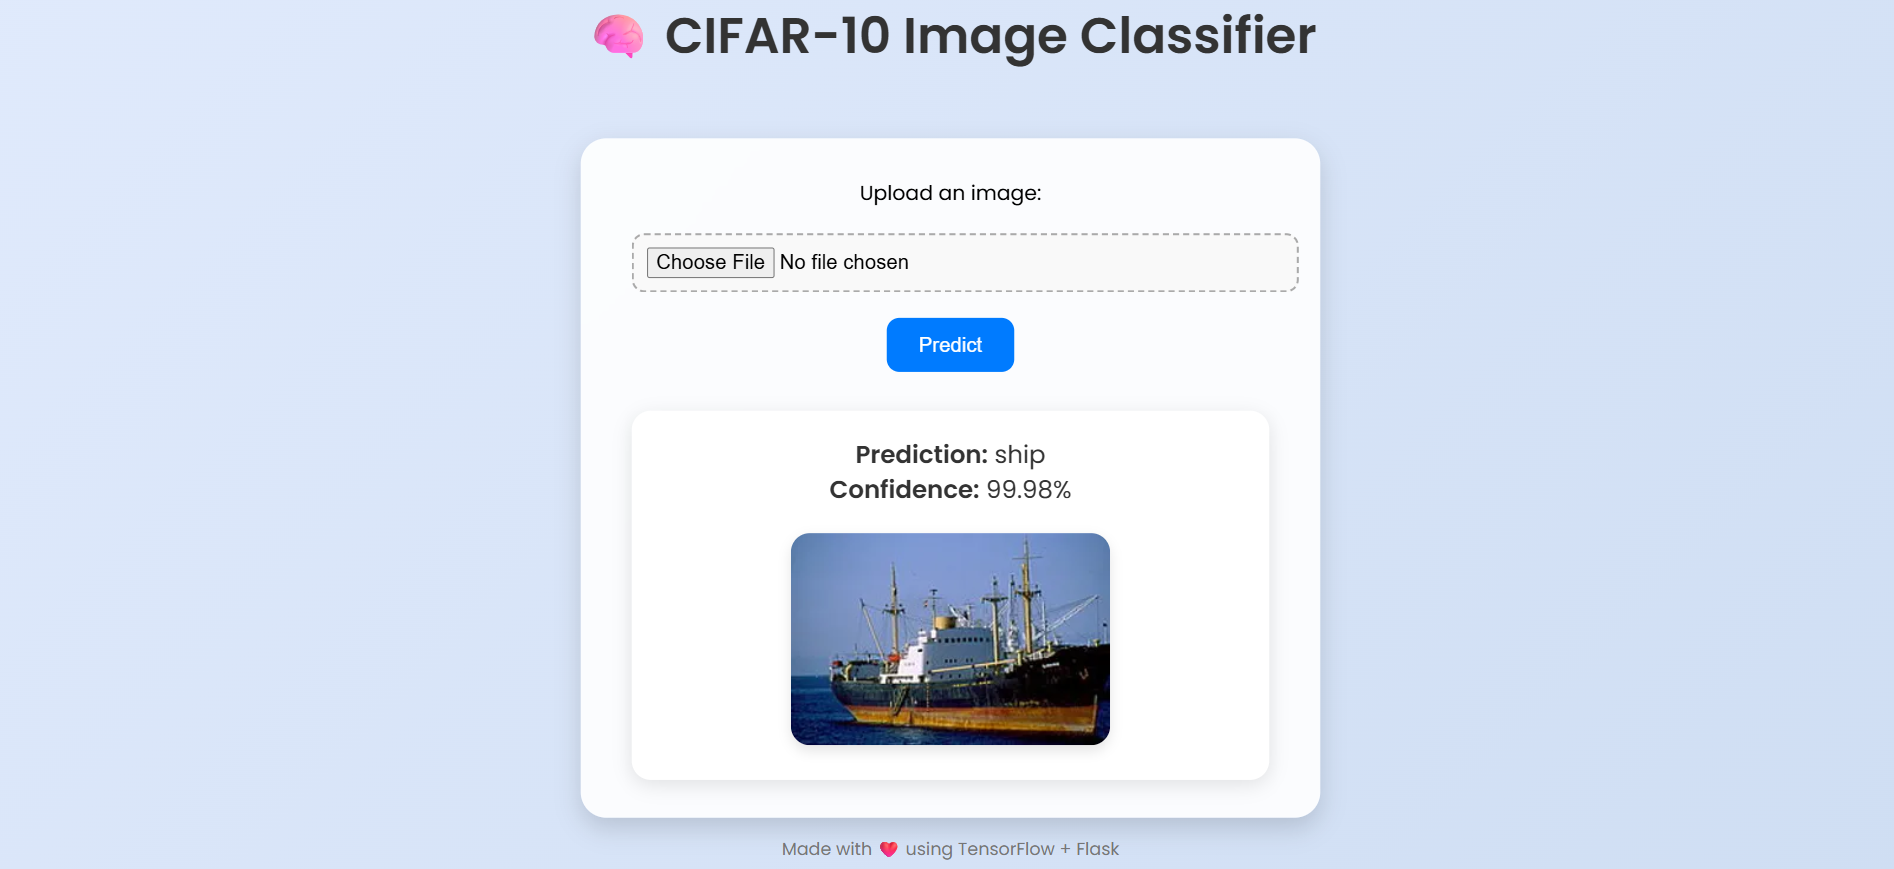 🧠 CIFAR-10 Image Classifier
Upload an image:
Choose File No file chosen
Predict
Prediction: ship
Confidence: 99.98%
Made with ❤️ using TensorFlow + Flask